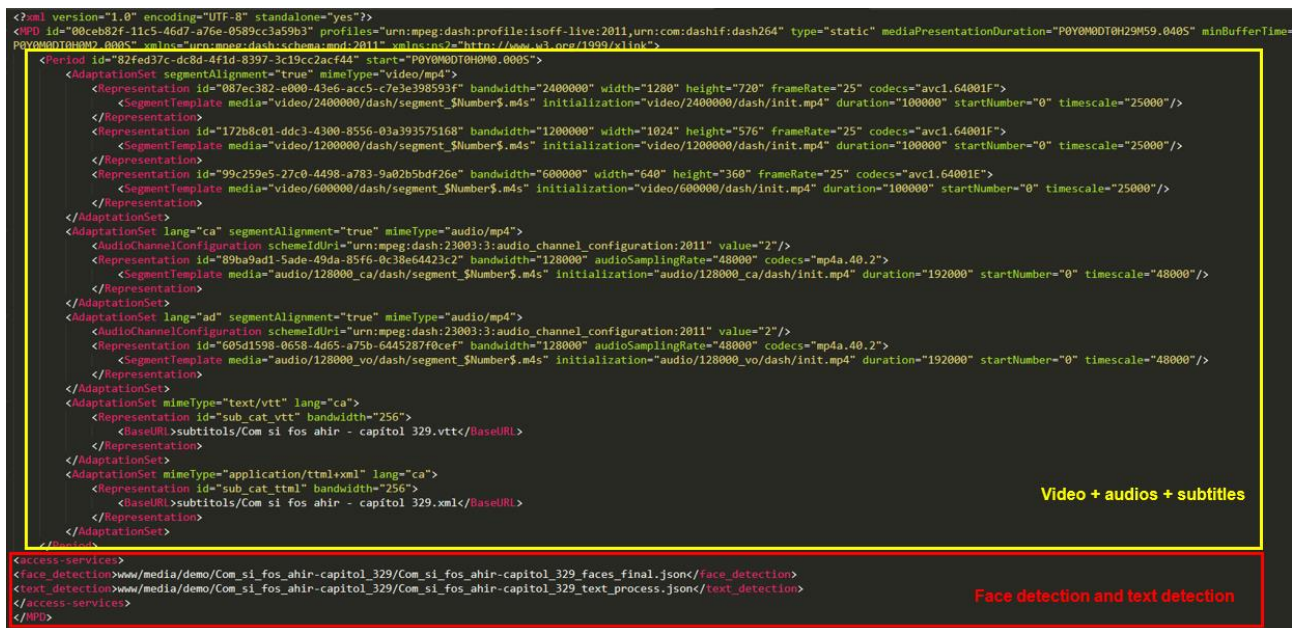 <?xml version="1.0" encoding="UTF-8" standalone="yes"?>
<MPD id="00ceb82f-11c5-46d7-a76e-0589cc3a59b3" profiles="urn:mpeg:dash:profile:isoff-live:2011,urn:com:dashif:dash264" type="static" mediaPresentationDuration="P0Y0M0DT0H29M59.040S" minBufferTime=
P0Y0M0DT0H0M2.000S" xmlns="urn:mpeg:dash:schema:mpd:2011" xmlns:ns2="http://www.w3.org/1999/xlink">
<Period id="82fed37c-dc8d-4f1d-8397-3c19cc2acf44" start="P0Y0M0DT0H0M0.000S">
<AdaptationSet segmentAlignment="true" mimeType="video/mp4">
<Representation id="087ec382-e000-43e6-acc5-c7e3e398593f" bandwidth="2400000" width="1280" height="720" frameRate="25" codecs="avc1.64001F">
<SegmentTemplate media="video/2400000/dash/segment_$Number$.m4s" initialization="video/2400000/dash/init.mp4" duration="100000" startNumber="0" timescale="25000"/>
</Representation>
<Representation id="172b8c01-ddc3-4300-8556-03a393575168" bandwidth="1200000" width="1024" height="576" frameRate="25" codecs="avc1.64001F">
<SegmentTemplate media="video/1200000/dash/segment_$Number$.m4s" initialization="video/1200000/dash/init.mp4" duration="100000" startNumber="0" timescale="25000"/>
</Representation>
<Representation id="99c259e5-27c0-4498-a783-9a02b5bdf26e" bandwidth="600000" width="640" height="360" frameRate="25" codecs="avc1.64001E">
<SegmentTemplate media="video/600000/dash/segment_$Number$.m4s" initialization="video/600000/dash/init.mp4" duration="100000" startNumber="0" timescale="25000"/>
</Representation>
</AdaptationSet>
<AdaptationSet lang="ca" segmentAlignment="true" mimeType="audio/mp4">
<AudioChannelConfiguration schemeIdUri="urn:mpeg:dash:23003:3:audio_channel_configuration:2011" value="2"/>
<Representation id="89ba9ad1-5ade-49da-85f6-0c38e64423c2" bandwidth="128000" audioSamplingRate="48000" codecs="mp4a.40.2">
<SegmentTemplate media="audio/128000_ca/dash/segment_$Number$.m4s" initialization="audio/128000_ca/dash/init.mp4" duration="192000" startNumber="0" timescale="48000"/>
</Representation>
</AdaptationSet>
<AdaptationSet lang="ad" segmentAlignment="true" mimeType="audio/mp4">
<AudioChannelConfiguration schemeIdUri="urn:mpeg:dash:23003:3:audio_channel_configuration:2011" value="2"/>
<Representation id="605d1598-0658-4d65-a75b-6445287f0cef" bandwidth="128000" audioSamplingRate="48000" codecs="mp4a.40.2">
<SegmentTemplate media="audio/128000_vo/dash/segment_$Number$.m4s" initialization="audio/128000_vo/dash/init.mp4" duration="192000" startNumber="0" timescale="48000"/>
</Representation>
</AdaptationSet>
<AdaptationSet mimeType="text/vtt" lang="ca">
<Representation id="sub_cat_vtt" bandwidth="256">
<BaseURL>subtitols/Com si fos ahir - capítol 329.vtt</BaseURL>
</Representation>
</AdaptationSet>
<AdaptationSet mimeType="application/ttml+xml" lang="ca">
<Representation id="sub_cat_ttml" bandwidth="256">
<BaseURL>subtitols/Com si fos ahir - capítol 329.xml</BaseURL>
</Representation>
</AdaptationSet>
</Period>
Video + audios + subtitles
<access-services>
<face_detection>www/media/demo/Com_si_fos_ahir-capitol_329/Com_si_fos_ahir-capitol_329_faces_final.json</face_detection>
<text_detection>www/media/demo/Com_si_fos_ahir-capitol_329/Com_si_fos_ahir-capitol_329_text_process.json</text_detection>
</access-services>
</MPD>
Face detection and text detection